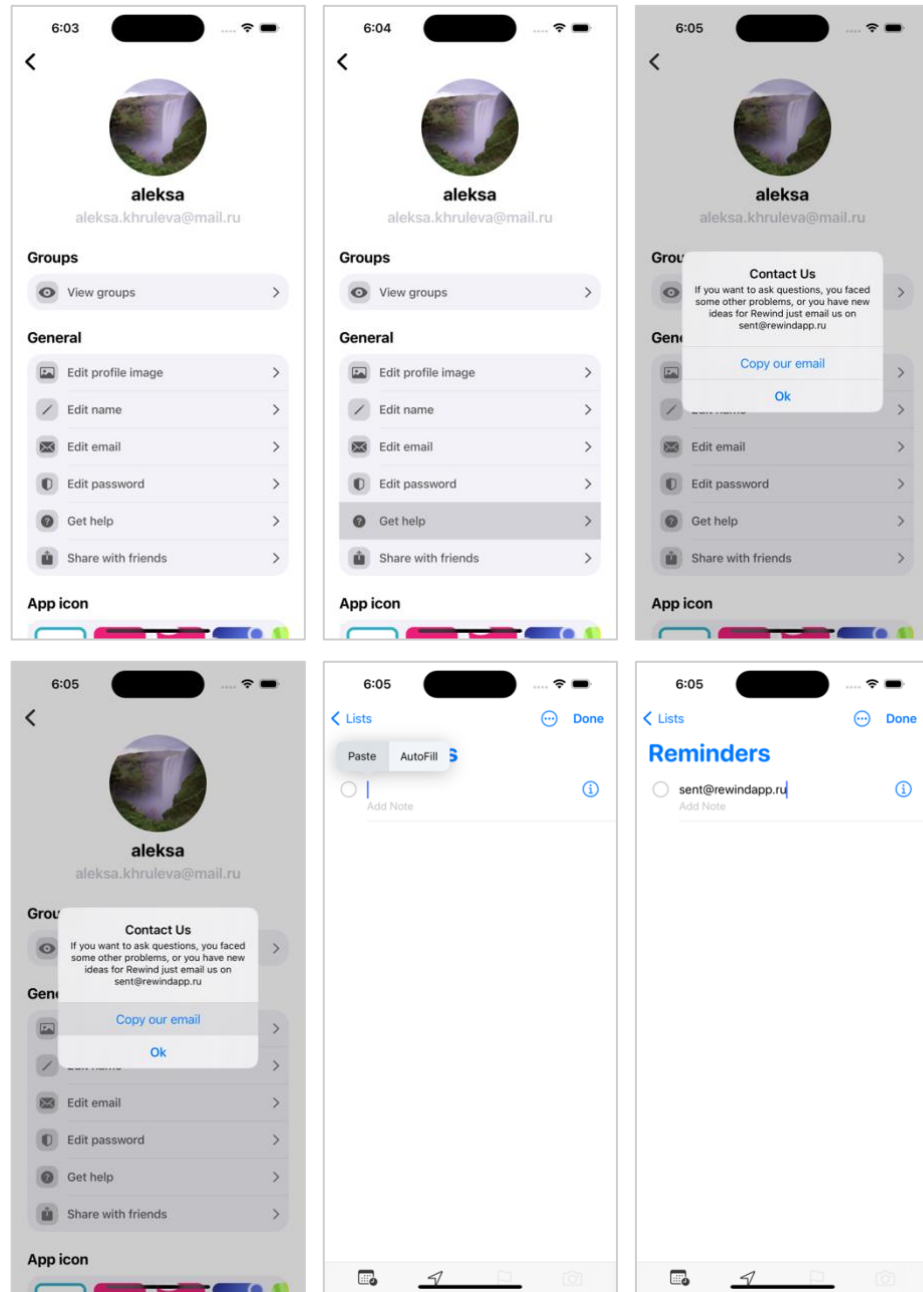 6:03
aleksa
aleksa.khruleva@mail.ru
Groups
View groups
General
Edit profile image
Edit name
Edit email
Edit password
Get help
Share with friends
App icon
6:04
aleksa
aleksa.khruleva@mail.ru
Groups
View groups
General
Edit profile image
Edit name
Edit email
Edit password
Get help
Share with friends
App icon
6:05
aleksa
aleksa.khruleva@mail.ru
Grou
Contact Us
If you want to ask questions, you faced
some other problems, or you have new
ideas for Rewind just email us on
sent@rewindapp.ru
Gene
Copy our email
Ok
Edit email
Edit password
Get help
Share with friends
App icon
6:05
aleksa
aleksa.khruleva@mail.ru
Grou
Contact Us
If you want to ask questions, you faced
some other problems, or you have new
ideas for Rewind just email us on
sent@rewindapp.ru
Gene
Copy our email
Ok
Edit email
Edit password
Get help
Share with friends
App icon
6:05
Lists
Done
Paste AutoFill s
Add Note
6:05
Lists
Done
Reminders
sent@rewindapp.ru
Add Note